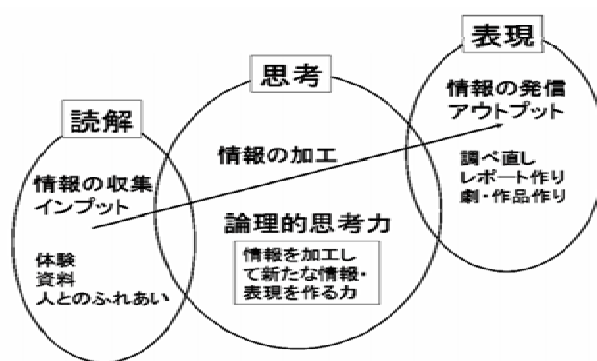 読解
情報の収集
インプット
体験
資料
人とのふれあい
思考
情報の加工
論理的思考力
情報を加工し
て新たな情報・
表現を作る力
表現
情報の発信
アウトプット
調べ直し
レポート作り
劇・作品作り